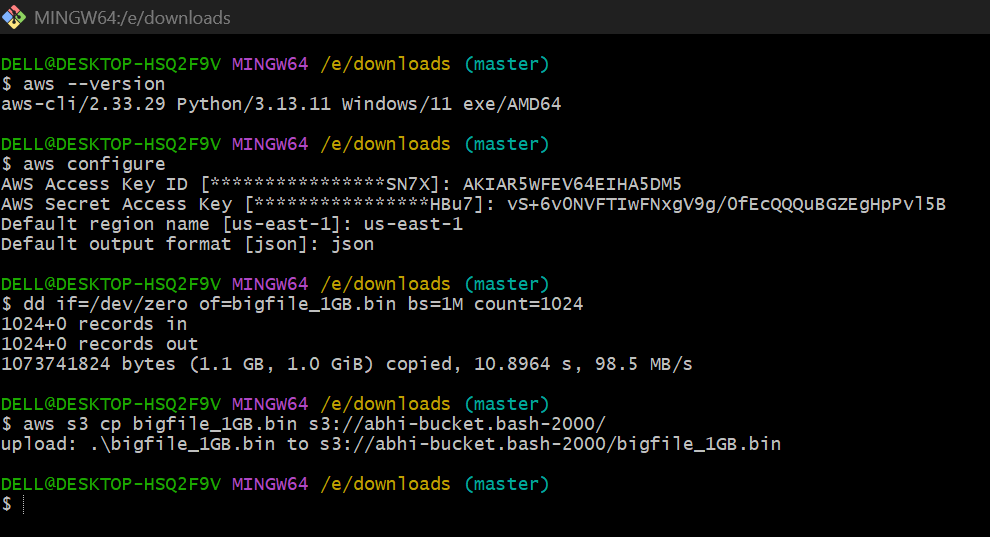 MINGW64:/e/downloads
DELL@DESKTOP-HSQ2F9V MINGW64 /e/downloads (master)
$ aws --version
aws-cli/2.33.29 Python/3.13.11 Windows/11 exe/AMD64
DELL@DESKTOP-HSQ2F9V MINGW64 /e/downloads (master)
$ aws configure
AWS Access Key ID [****************SN7X]: AKIAR5WFEV64EIHA5DM5
AWS Secret Access Key [****************HBu7]: 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
Default region name [us-east-1]: us-east-1
Default output format [json]: json
DELL@DESKTOP-HSQ2F9V MINGW64 /e/downloads (master)
$ dd if=/dev/zero of=bigfile_1GB.bin bs=1M count=1024
1024+0 records in
1024+0 records out
1073741824 bytes (1.1 GB, 1.0 GiB) copied, 10.8964 s, 98.5 MB/s
DELL@DESKTOP-HSQ2F9V MINGW64 /e/downloads (master)
$ aws s3 cp bigfile_1GB.bin s3://abhi-bucket.bash-2000/
upload: .\bigfile_1GB.bin to s3://abhi-bucket.bash-2000/bigfile_1GB.bin
DELL@DESKTOP-HSQ2F9V MINGW64 /e/downloads (master)
$